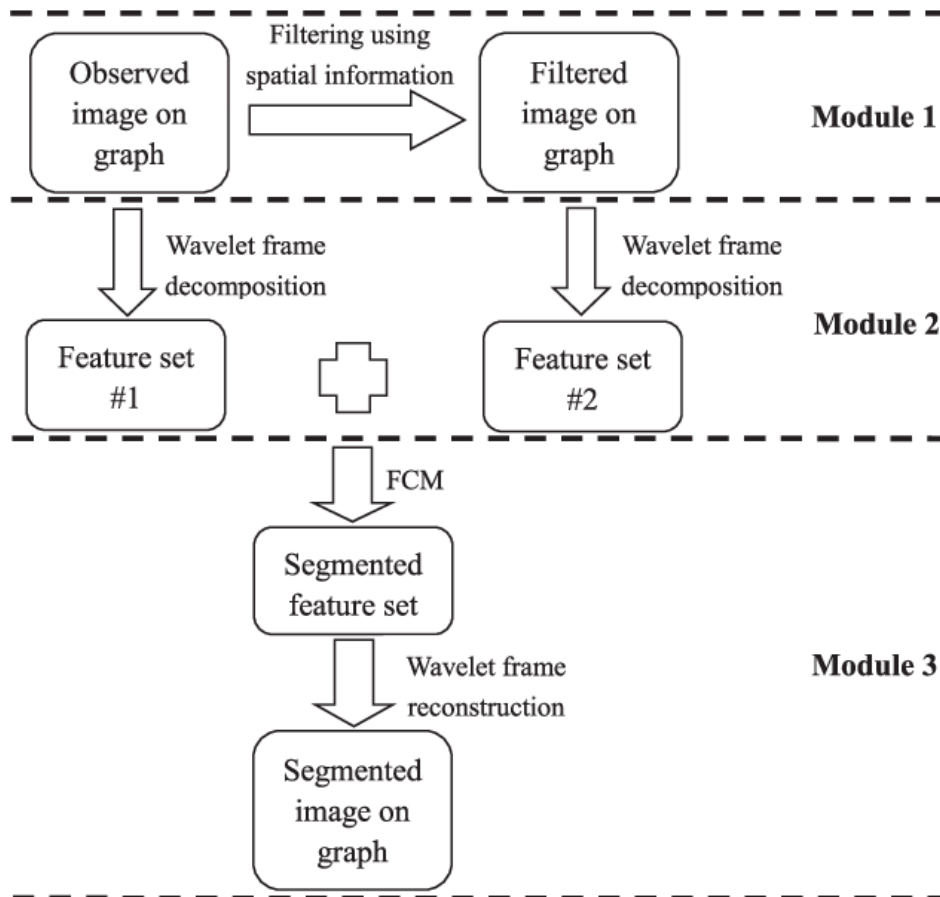 Observed
image on
graph
Filtering using
spatial information
Filtered
image on
graph
Module 1
Wavelet frame
decomposition
Wavelet frame
decomposition
Module 2
Feature set
#1
Feature set
#2
FCM
Segmented
feature set
Module 3
Wavelet frame
reconstruction
Segmented
image on
graph